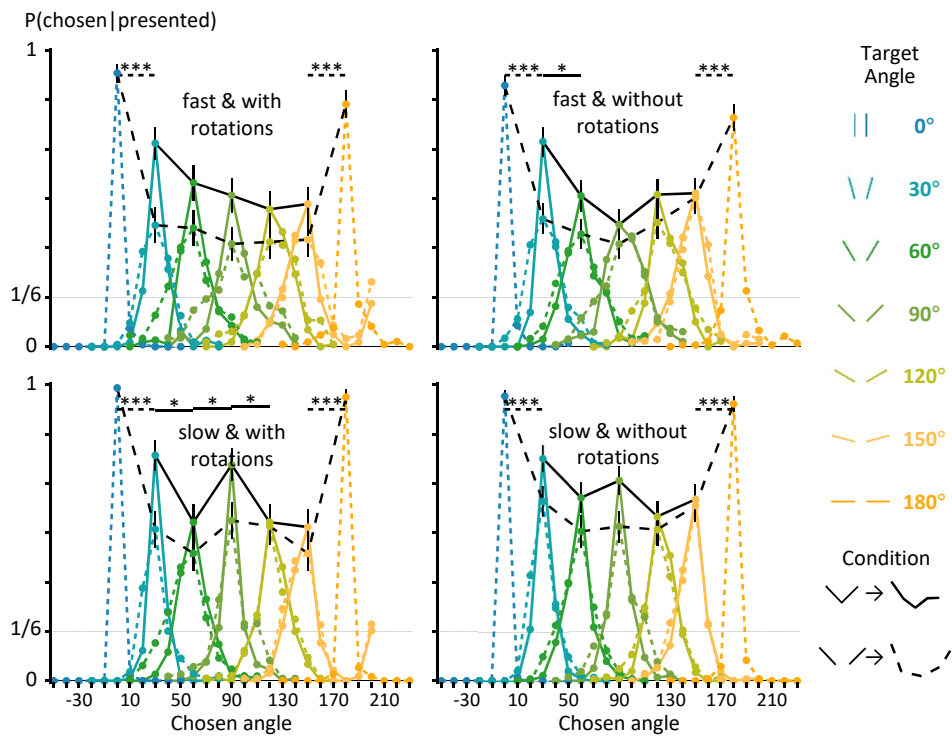 P(chosen|presented)
1
***
***
fast & with
rotations
1/6
0
***
*
***
fast & without
rotations
1
***
*
*
*
***
slow & with
rotations
1/6
0
-30
10
50
90
130
170
210
Chosen angle
***
***
slow & without
rotations
-30
10
50
90
130
170
210
Chosen angle
Target
Angle
0°
30°
60°
90°
120°
150°
180°
Condition